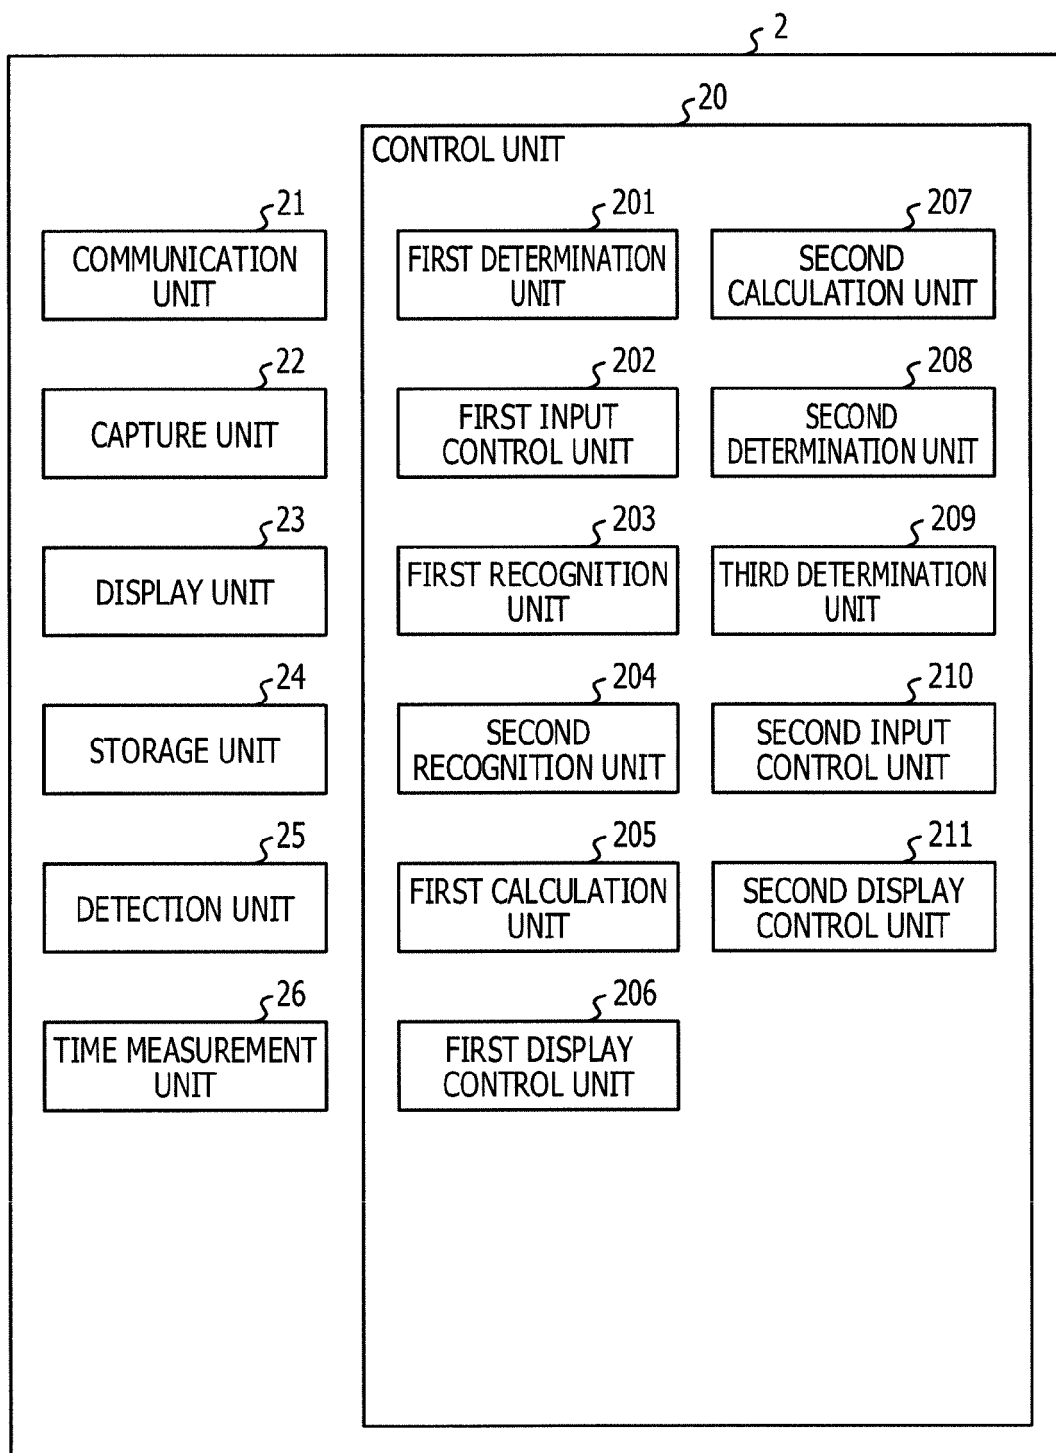 2
20
CONTROL UNIT
21
COMMUNICATION
UNIT
22
CAPTURE UNIT
23
DISPLAY UNIT
24
STORAGE UNIT
25
DETECTION UNIT
26
TIME MEASUREMENT
UNIT
201
FIRST DETERMINATION
UNIT
202
FIRST INPUT
CONTROL UNIT
203
FIRST RECOGNITION
UNIT
204
SECOND
RECOGNITION UNIT
205
FIRST CALCULATION
UNIT
206
FIRST DISPLAY
CONTROL UNIT
207
SECOND
CALCULATION UNIT
208
SECOND
DETERMINATION UNIT
209
THIRD DETERMINATION
UNIT
210
SECOND INPUT
CONTROL UNIT
211
SECOND DISPLAY
CONTROL UNIT